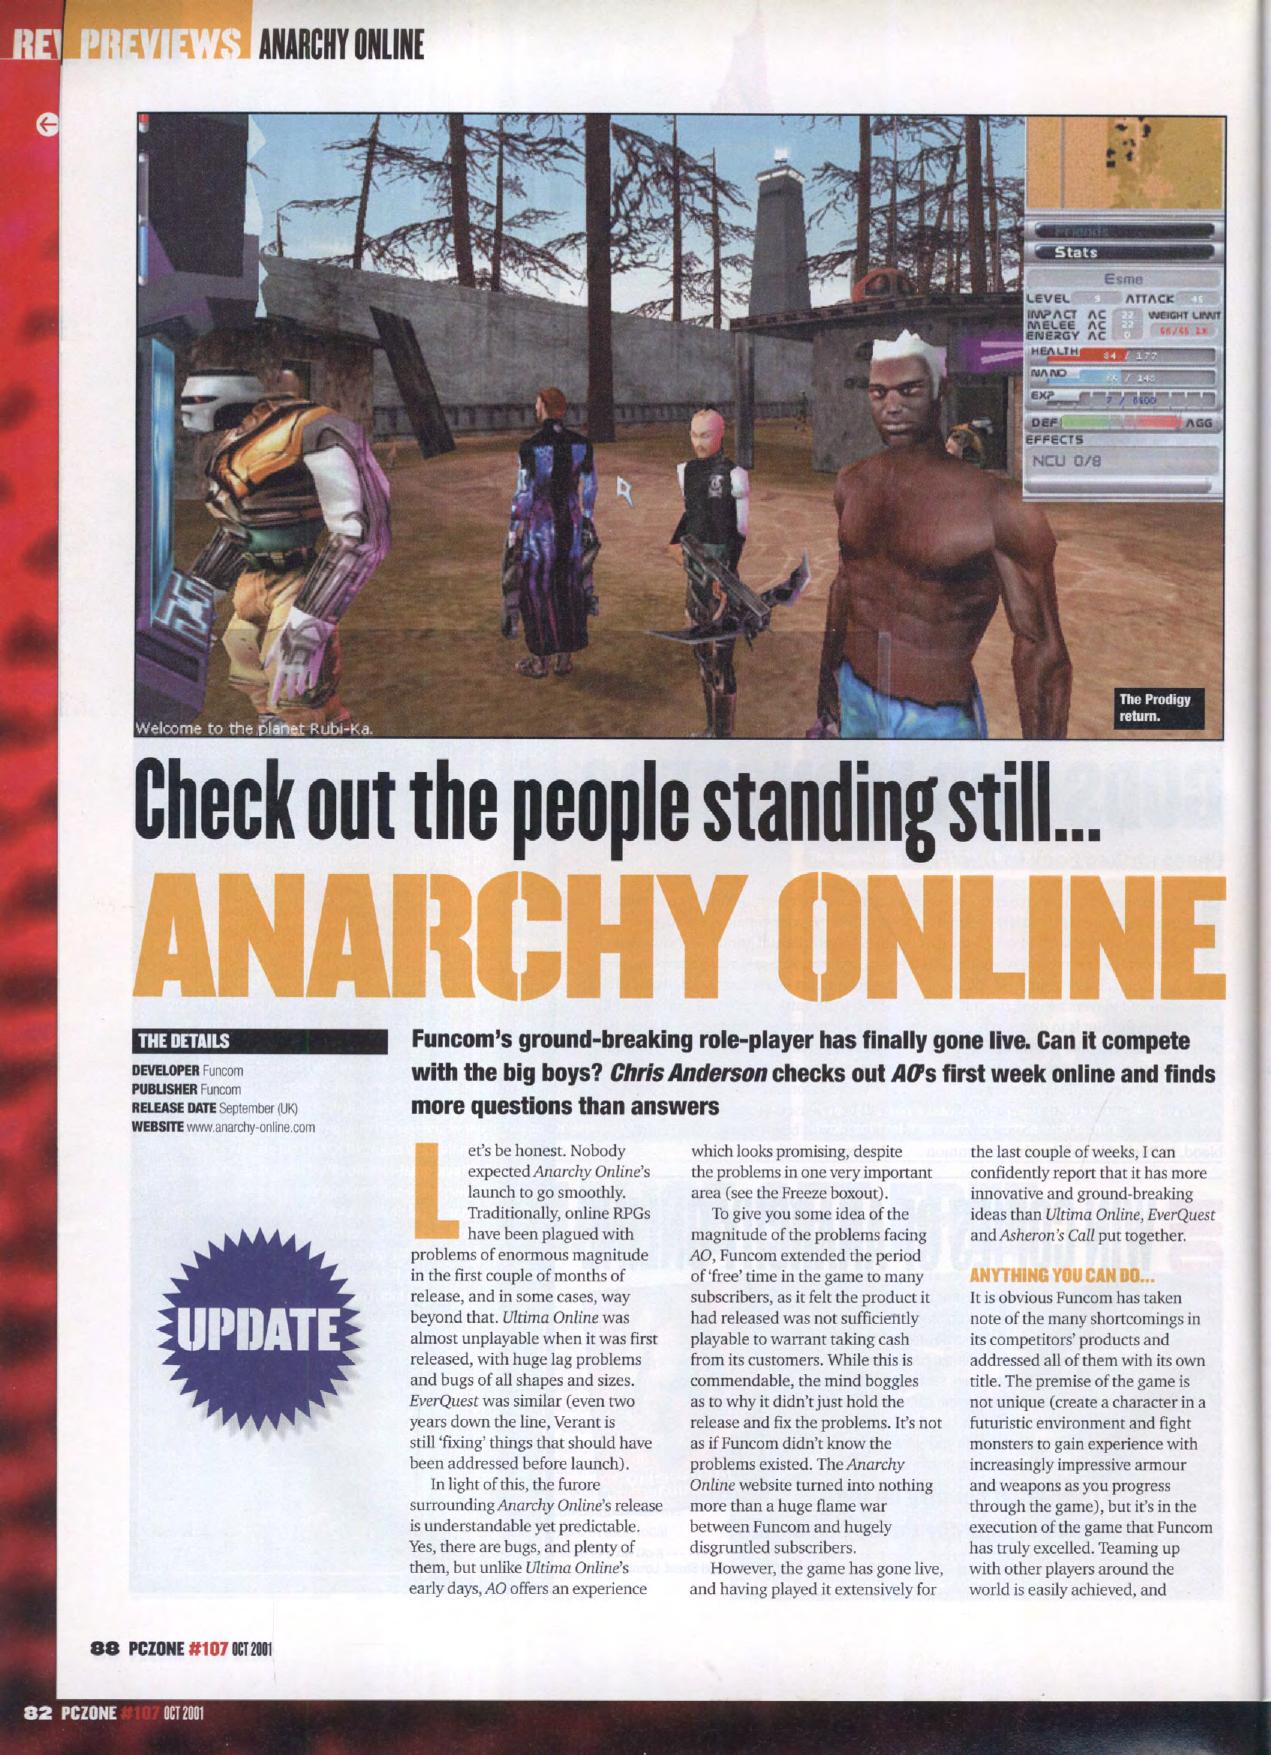 REV PREVIEWS ANARCHY ONLINE
Friends
Stats
Esme
LEVEL 9 ATTACK 45
IMPACT AC 22 WEIGHT LIMIT
MELEE AC 22
ENERGY AC 0
HEALTH 84 / 177
NANO / 148
EXP
DEF AGG
EFFECTS
NCU 0/8
The Prodigy
return.
Welcome to the planet Rubi-Ka.
Check out the people standing still...
ANARCHY ONLINE
THE DETAILS
DEVELOPER Funcom
PUBLISHER Funcom
RELEASE DATE September (UK)
WEBSITE www.anarchy-online.com
UPDATE
Funcom's ground-breaking role-player has finally gone live. Can it compete
with the big boys? Chris Anderson checks out AO's first week online and finds
more questions than answers
Let's be honest. Nobody
expected Anarchy Online's
launch to go smoothly.
Traditionally, online RPGs
have been plagued with
problems of enormous magnitude
in the first couple of months of
release, and in some cases, way
beyond that. Ultima Online was
almost unplayable when it was first
released, with huge lag problems
and bugs of all shapes and sizes.
EverQuest was similar (even two
years down the line, Verant is
still 'fixing' things that should have
been addressed before launch).
In light of this, the furore
surrounding Anarchy Online's release
is understandable yet predictable.
Yes, there are bugs, and plenty of
them, but unlike Ultima Online's
early days, AO offers an experience
which looks promising, despite
the problems in one very important
area (see the Freeze boxout).
To give you some idea of the
magnitude of the problems facing
AO, Funcom extended the period
of 'free' time in the game to many
subscribers, as it felt the product it
had released was not sufficiently
playable to warrant taking cash
from its customers. While this is
commendable, the mind boggles
as to why it didn't just hold the
release and fix the problems. It's not
as if Funcom didn't know the
problems existed. The Anarchy
Online website turned into nothing
more than a huge flame war
between Funcom and hugely
disgruntled subscribers.
However, the game has gone live,
and having played it extensively for
the last couple of weeks, I can
confidently report that it has more
innovative and ground-breaking
ideas than Ultima Online, EverQuest
and Asheron's Call put together.
ANYTHING YOU CAN DO...
It is obvious Funcom has taken
note of the many shortcomings in
its competitors' products and
addressed all of them with its own
title. The premise of the game is
not unique (create a character in a
futuristic environment and fight
monsters to gain experience with
increasingly impressive armour
and weapons as you progress
through the game), but it's in the
execution of the game that Funcom
has truly excelled. Teaming up
with other players around the
world is easily achieved, and
88 PCZONE #107 OCT 2001
82 PCZONE #107 OCT 2001